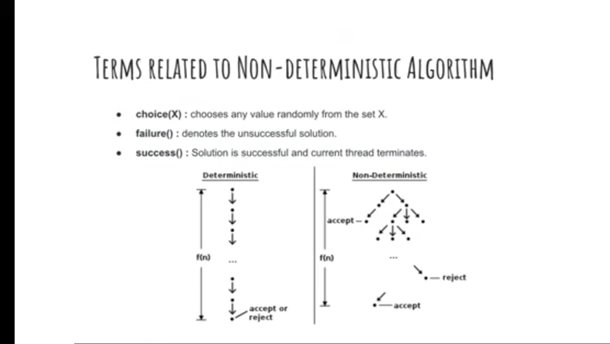 Terms related to Non-deterministic Algorithm
choice(X) : chooses any value randomly from the set X.
failure() : denotes the unsuccessful solution.
success() : Solution is successful and current thread terminates.
Deterministic
f(n)
...
accept or
reject
Non-Deterministic
accept
f(n)
...
reject
accept